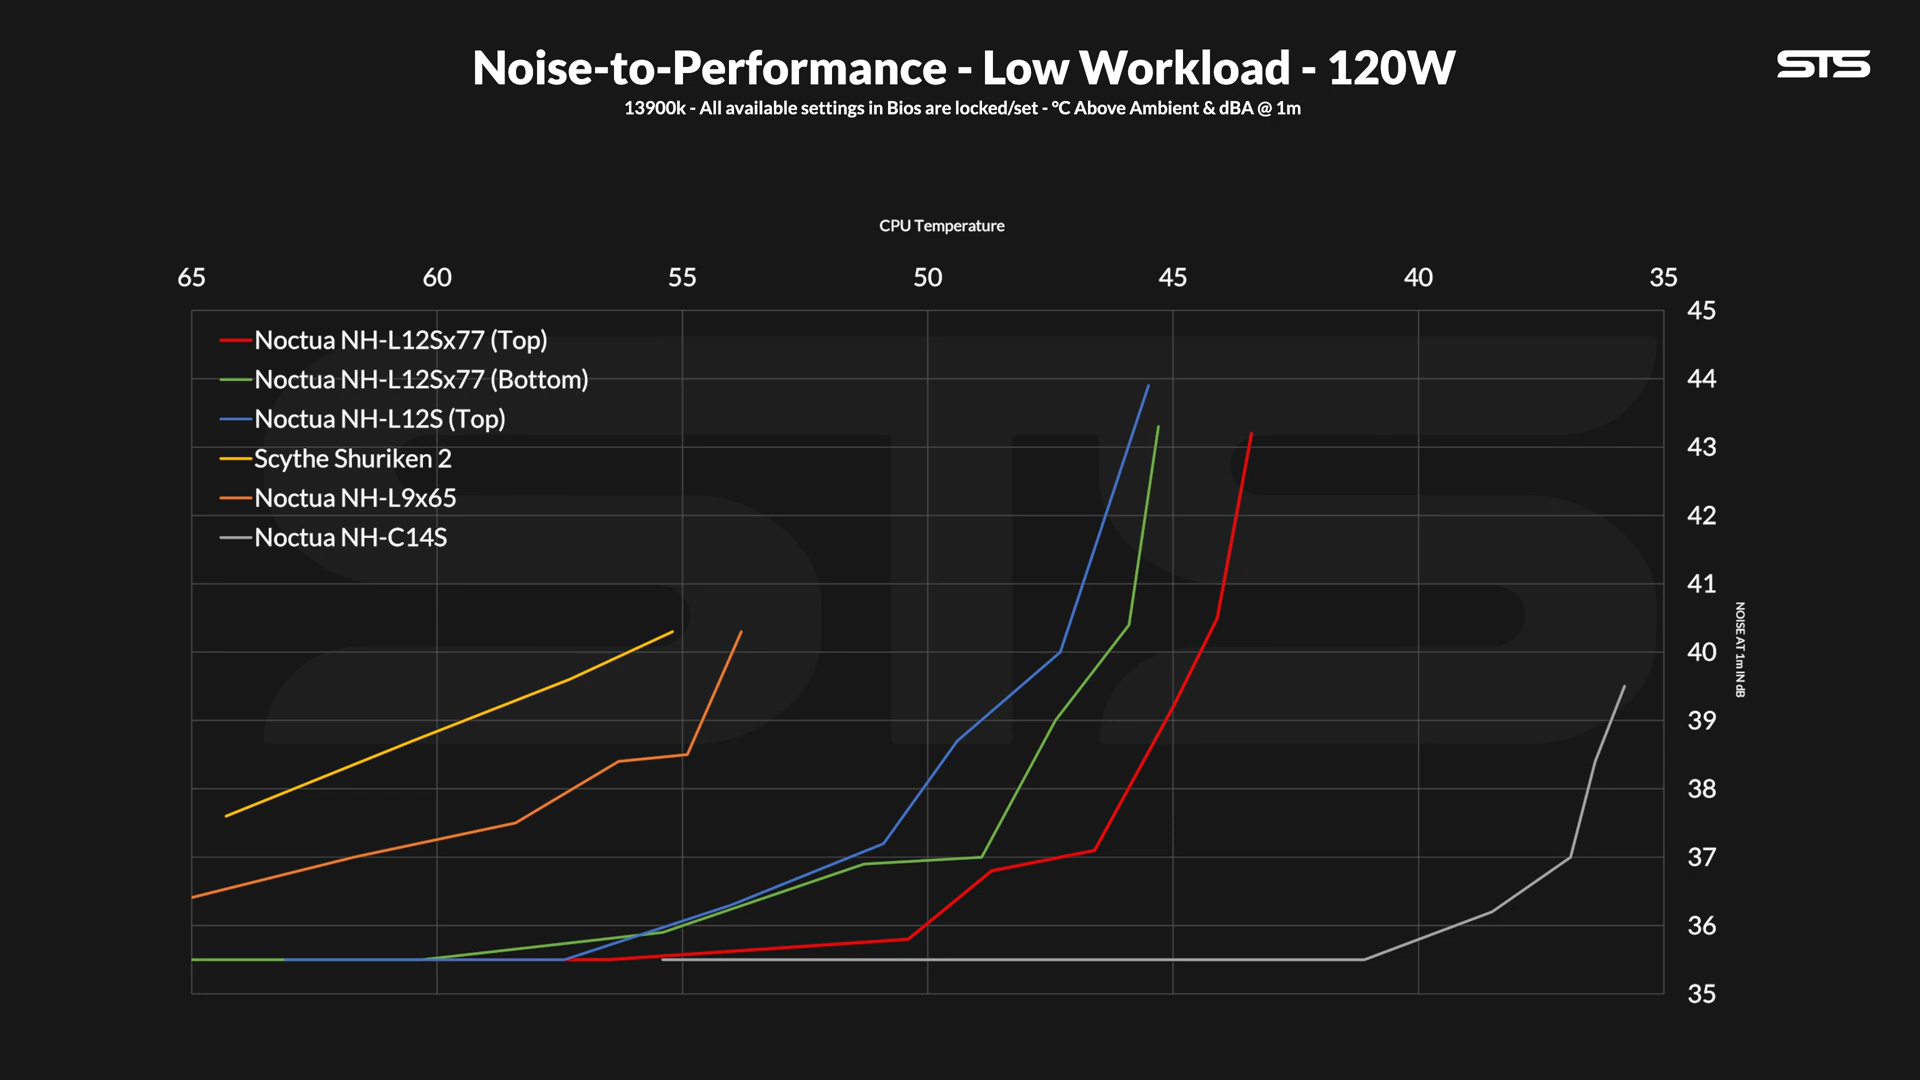 Noise-to-Performance - Low Workload - 120W
STS
13900k - All available settings in Bios are locked/set - °C Above Ambient & dBA @ 1m
CPU Temperature
65 60 55 50 45 40 35
Noctua NH-L12Sx77 (Top)
Noctua NH-L12Sx77 (Bottom)
Noctua NH-L12S (Top)
Scythe Shuriken 2
Noctua NH-L9x65
Noctua NH-C14S
45
44
43
42
41
40
39
38
37
36
35
NOISE AT 1m IN dB
STS